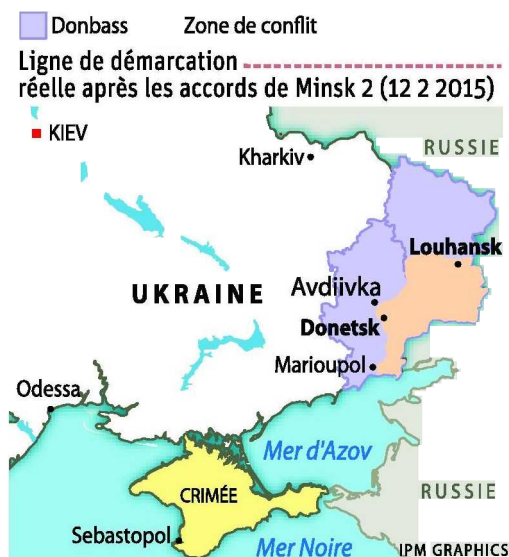 Donbass Zone de conflit
Ligne de démarcation
réelle après les accords de Minsk 2 (12 2 2015)
KIEV
RUSSIE
Kharkiv
Louhansk
Avdiivka
UKRAINE
Donetsk
Marioupol
Odessa
Mer d'Azov
CRIMÉE
RUSSIE
Sebastopol
Mer Noire
IPM GRAPHICS